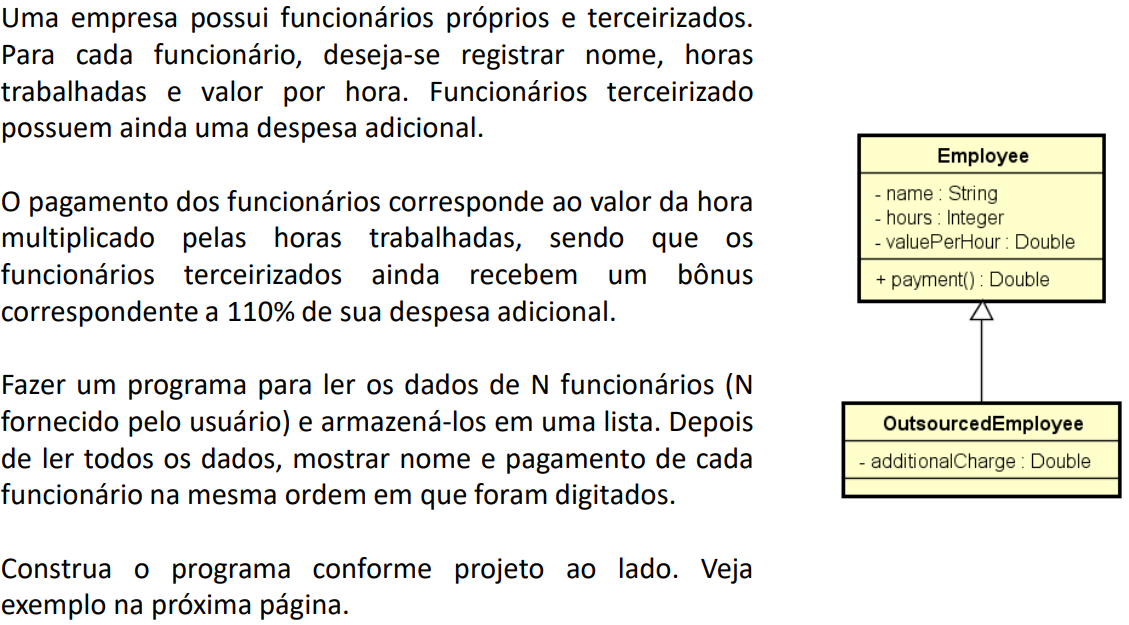 Uma empresa possui funcionários próprios e terceirizados.
Para cada funcionário, deseja-se registrar nome, horas
trabalhadas e valor por hora. Funcionários terceirizado
possuem ainda uma despesa adicional.
O pagamento dos funcionários corresponde ao valor da hora
multiplicado pelas horas trabalhadas, sendo que os
funcionários terceirizados ainda recebem um bônus
correspondente a 110% de sua despesa adicional.
Fazer um programa para ler os dados de N funcionários (N
fornecido pelo usuário) e armazená-los em uma lista. Depois
de ler todos os dados, mostrar nome e pagamento de cada
funcionário na mesma ordem em que foram digitados.
Construa o programa conforme projeto ao lado. Veja
exemplo na próxima página.
Employee
- name : String
- hours : Integer
- valuePerHour : Double
+ payment() : Double
OutsourcedEmployee
- additionalCharge : Double